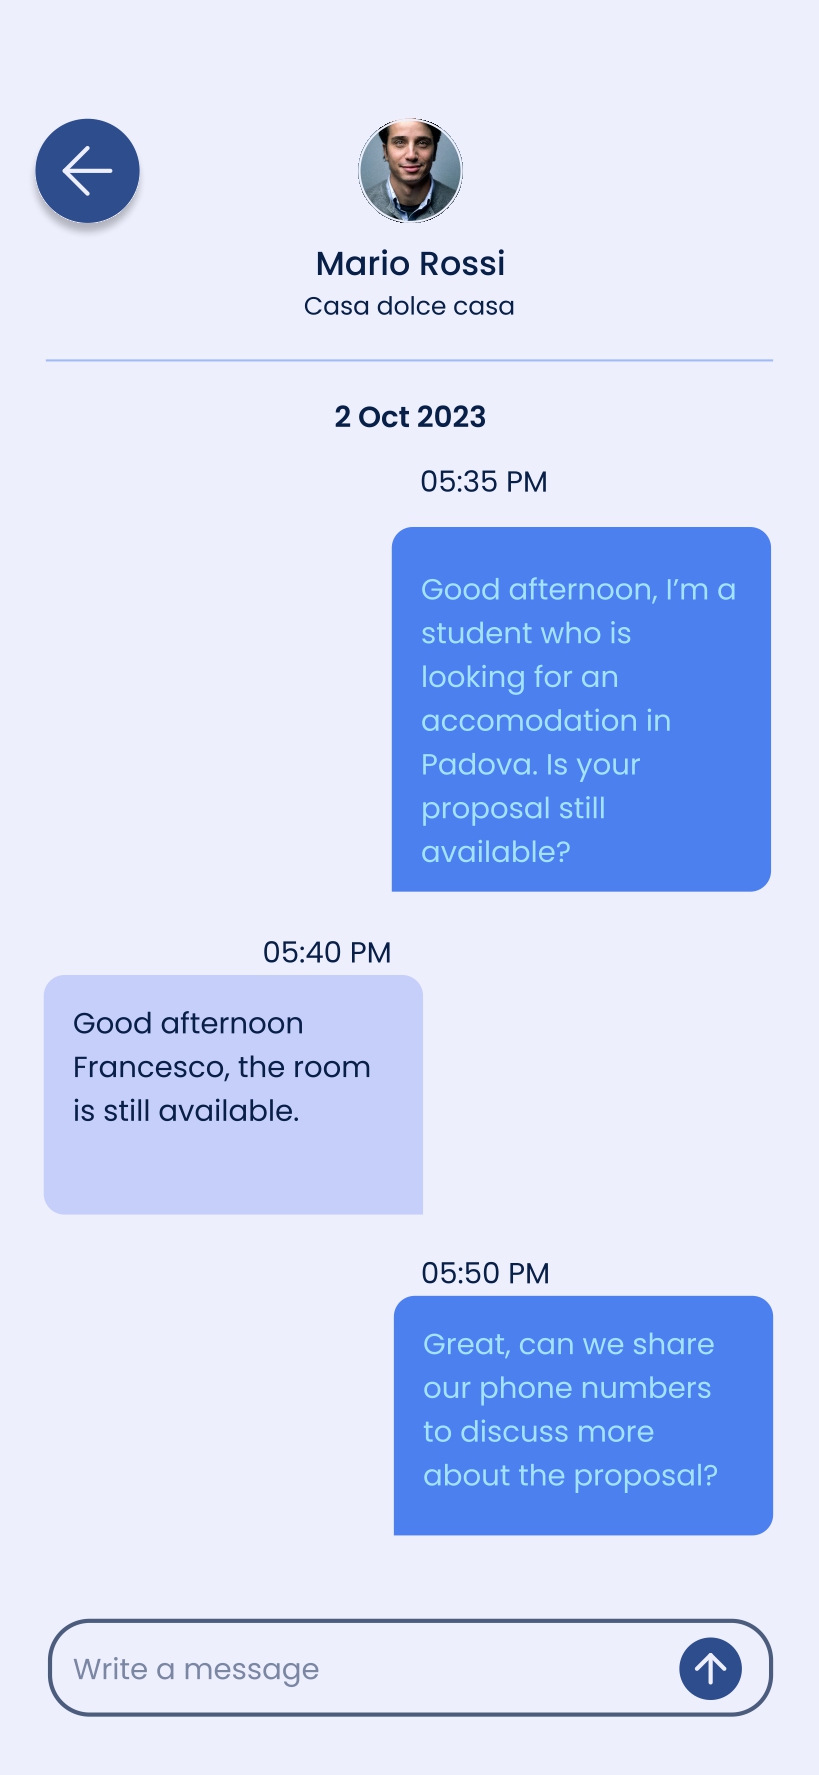 Mario Rossi
Casa dolce casa
2 Oct 2023
05:35 PM
Good afternoon, I’m a
student who is
looking for an
accomodation in
Padova. Is your
proposal still
available?
05:40 PM
Good afternoon
Francesco, the room
is still available.
05:50 PM
Great, can we share
our phone numbers
to discuss more
about the proposal?
Write a message